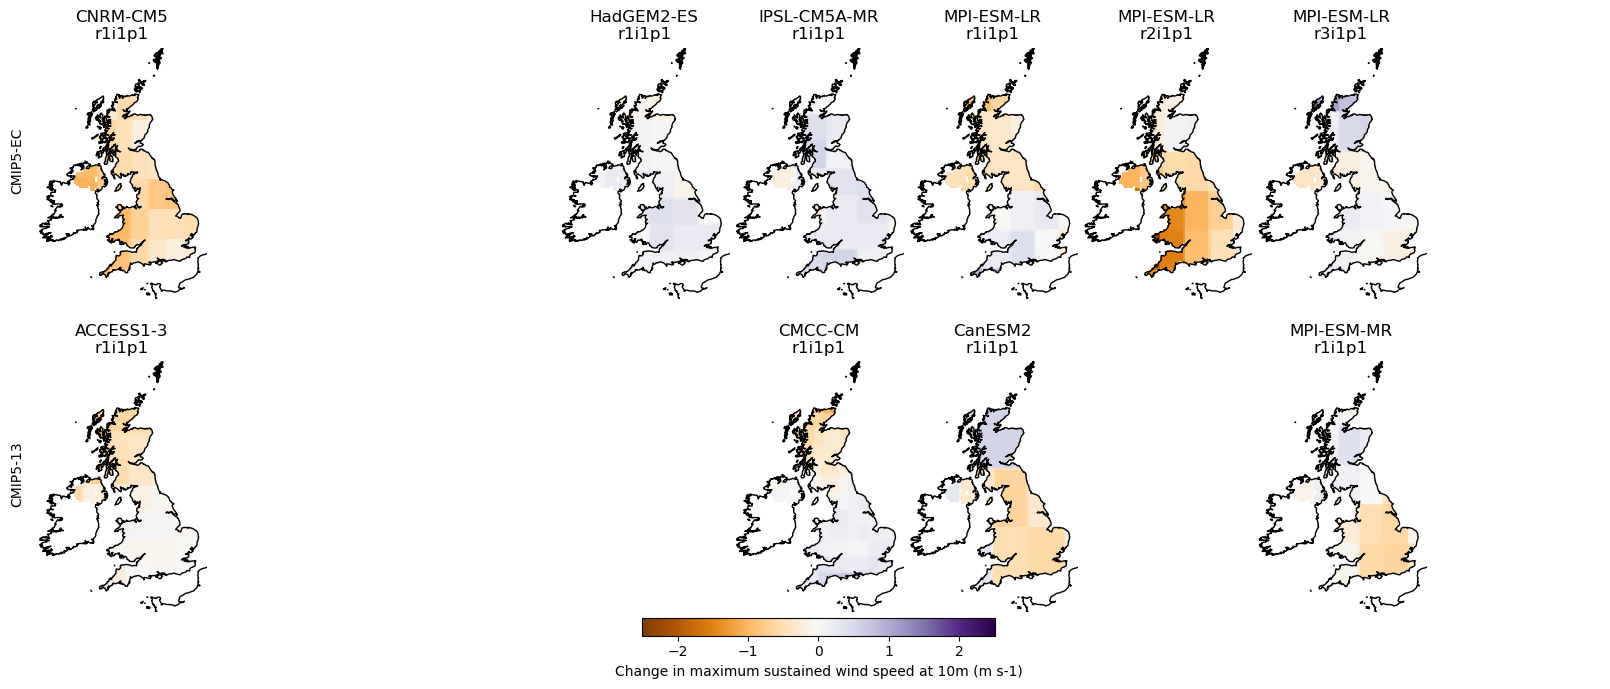 CNRM-CM5
r1i1p1
HadGEM2-ES
r1i1p1
IPSL-CM5A-MR
r1i1p1
MPI-ESM-LR
r1i1p1
MPI-ESM-LR
r2i1p1
MPI-ESM-LR
r3i1p1
CMIP5-EC
ACCESS1-3
r1i1p1
CMCC-CM
r1i1p1
CanESM2
r1i1p1
MPI-ESM-MR
r1i1p1
CMIP5-13
−2 −1 0 1 2
Change in maximum sustained wind speed at 10m (m s-1)